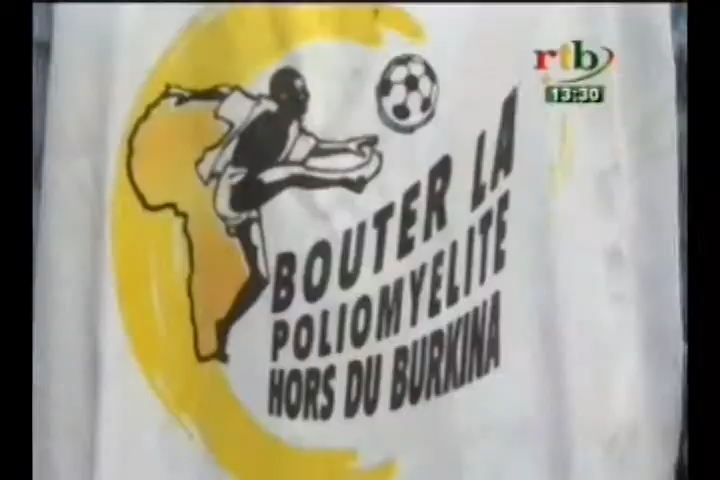 rtb
13:30
BOUTER LA
POLIOMYELITE
HORS DU BURKINA